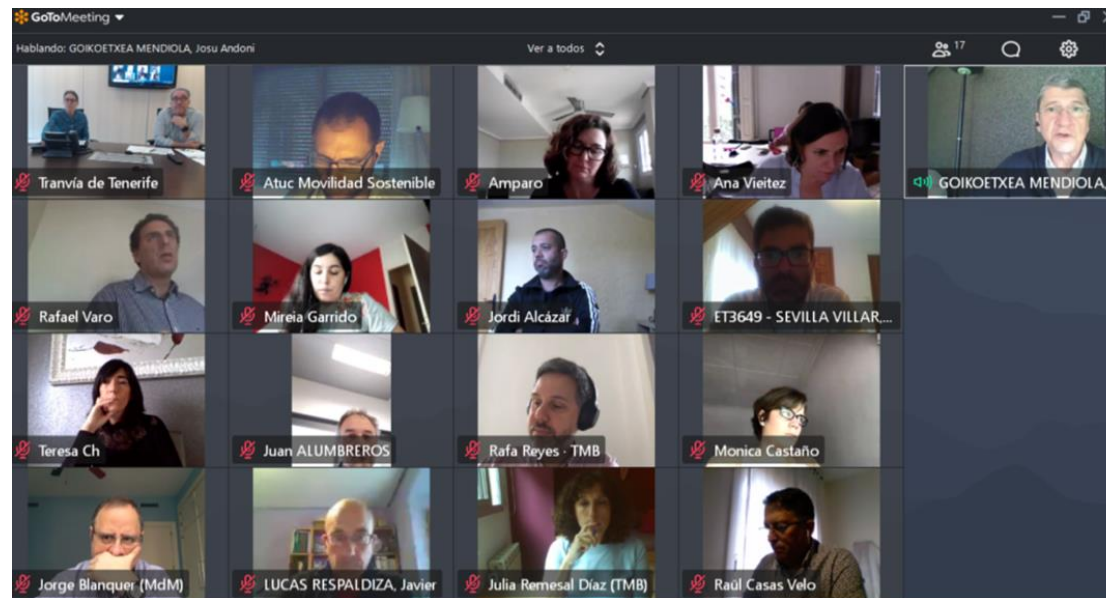 GoToMeeting
Hablando: GOIKOETXEA MENDIOLA, Josu Andoni
Ver a todos
17
Tranvía de Tenerife
Atuc Movilidad Sostenible
Amparo
Ana Vieitez
GOIKOETXEA MENDIOLA,
Rafael Varo
Mireia Garrido
Jordi Alcázar
ET3649 - SEVILLA VILLAR,...
Teresa Ch
Juan ALUMBREROS
Rafa Reyes - TMB
Monica Castaño
Jorge Blanquer (MdM)
LUCAS RESPALDIZA, Javier
Julia Remesal Díaz (TMB)
Raúl Casas Velo